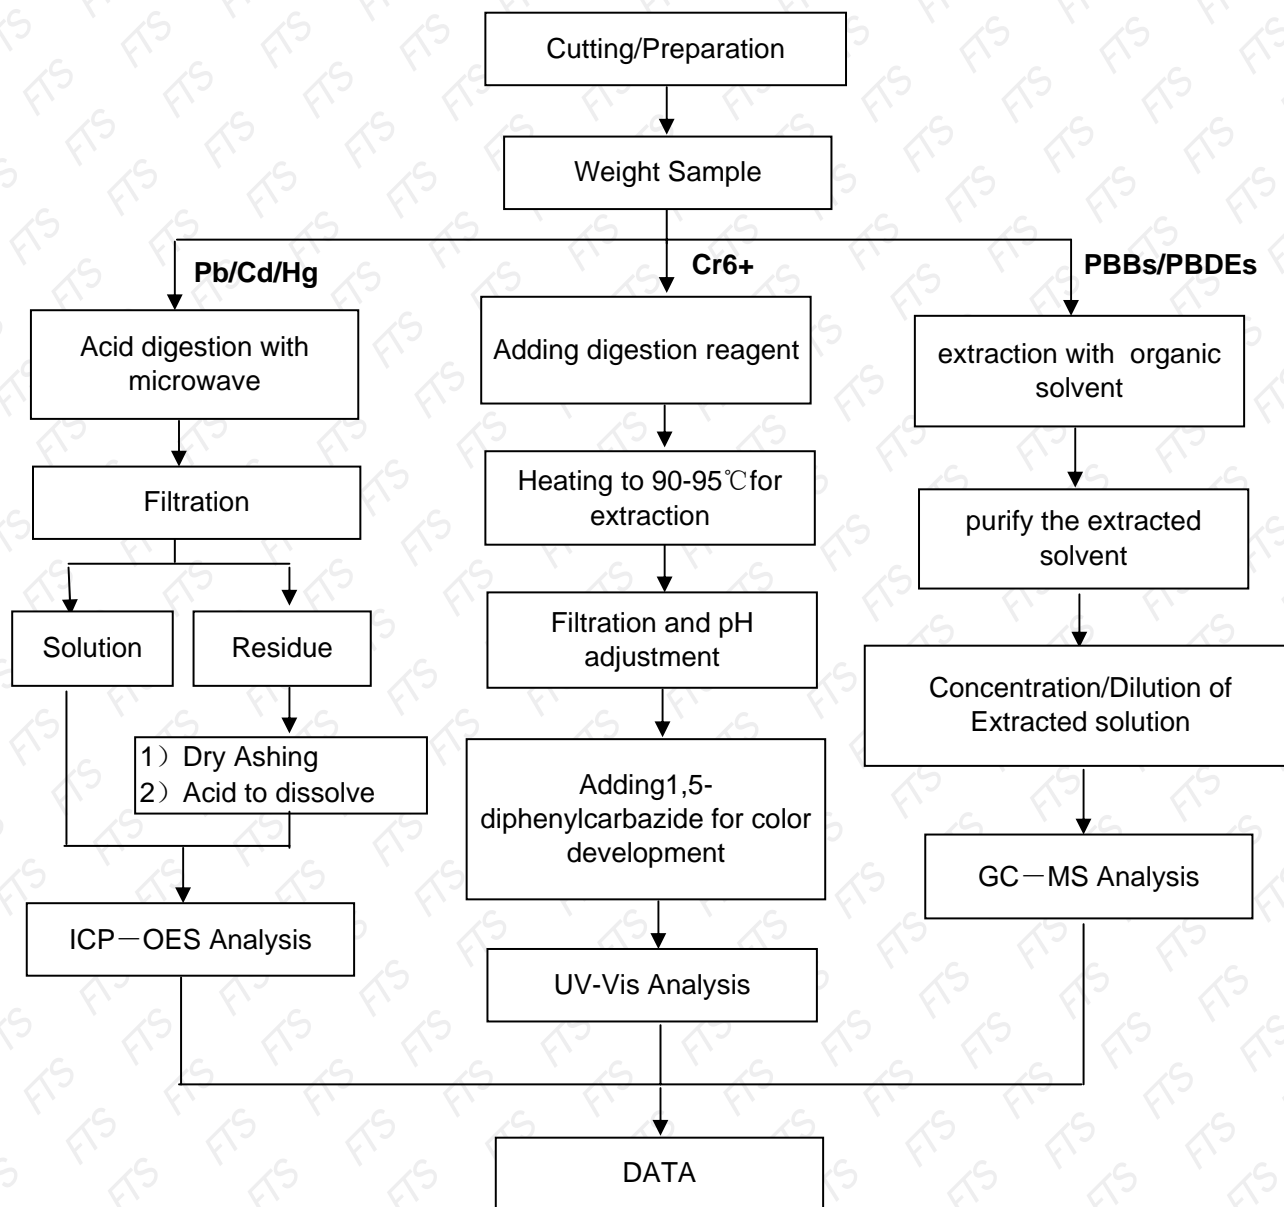 Cutting/Preparation
Weight Sample
Pb/Cd/Hg
Cr6+
PBBs/PBDEs
Acid digestion with
microwave
Adding digestion reagent
extraction with organic
solvent
Filtration
Heating to 90-95℃for
extraction
purify the extracted
solvent
Solution
Residue
Filtration and pH
adjustment
Concentration/Dilution of
Extracted solution
1）Dry Ashing
2）Acid to dissolve
Adding1,5-
diphenylcarbazide for color
development
GC－MS Analysis
ICP－OES Analysis
UV-Vis Analysis
DATA
FTS